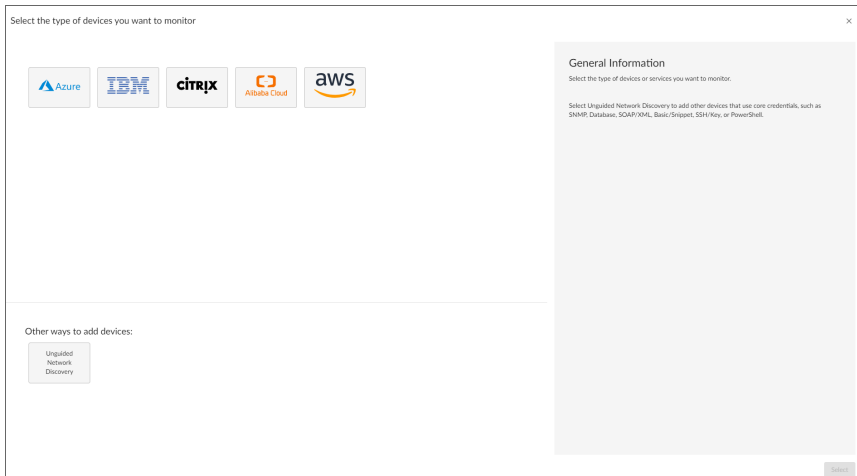 Select the type of devices you want to monitor
×
Azure
IBM
CİTRIX
Alibaba Cloud
aws
General Information
Select the type of devices or services you want to monitor.
Select Unguided Network Discovery to add other devices that use core credentials, such as
SNMP, Database, SOAP/XML, Basic/Snippet, SSH/Key, or PowerShell.
Other ways to add devices:
Unguided
Network
Discovery
Select